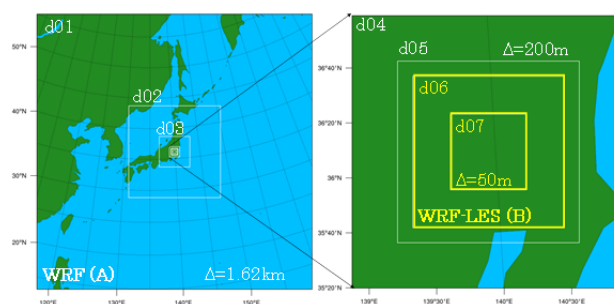 d01
50°N
d02
40°N
d03
30°N
20°N
WRF (A)
Δ=1.62km
120°E
130°E
140°E
150°E
d04
d05
Δ=200m
36°40'N
d06
36°20'N
d07
36°N
Δ=50m
WRF-LES (B)
35°40'N
35°20'N
139°E
139°30'E
140°E
140°30'E